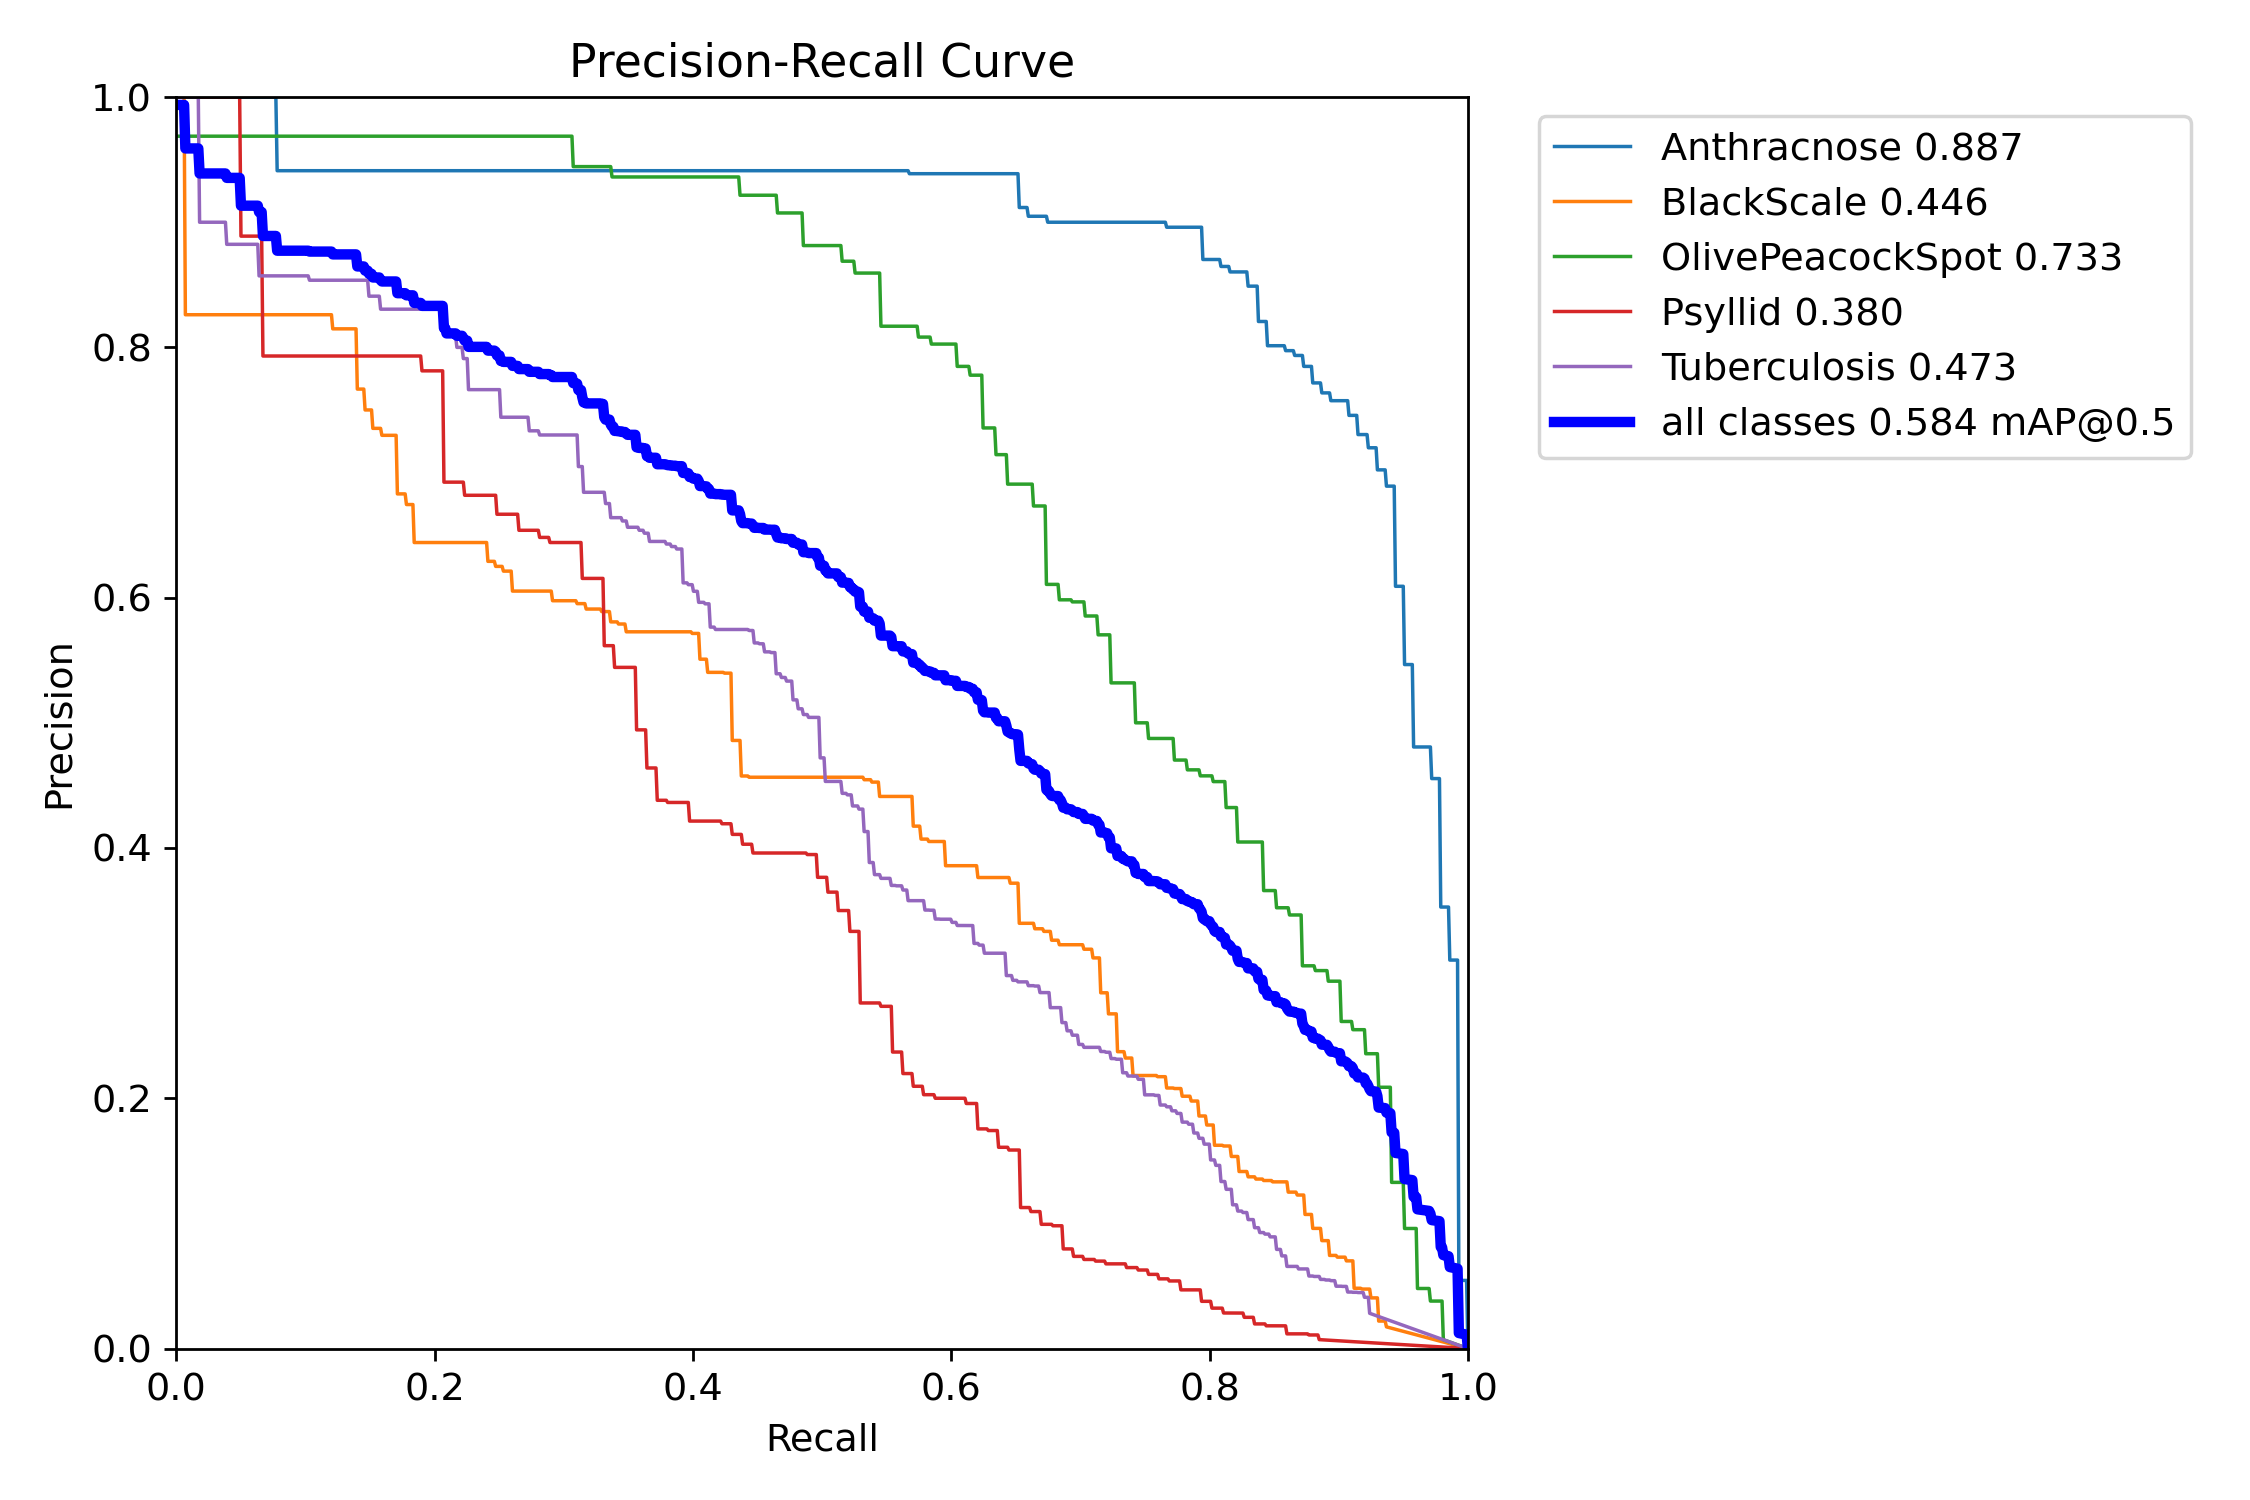 Precision-Recall Curve
1.0
0.8
0.6
0.4
0.2
0.0
Precision
0.0 0.2 0.4 0.6 0.8 1.0
Recall
Anthracnose 0.887
BlackScale 0.446
OlivePeacockSpot 0.733
Psyllid 0.380
Tuberculosis 0.473
all classes 0.584 mAP@0.5